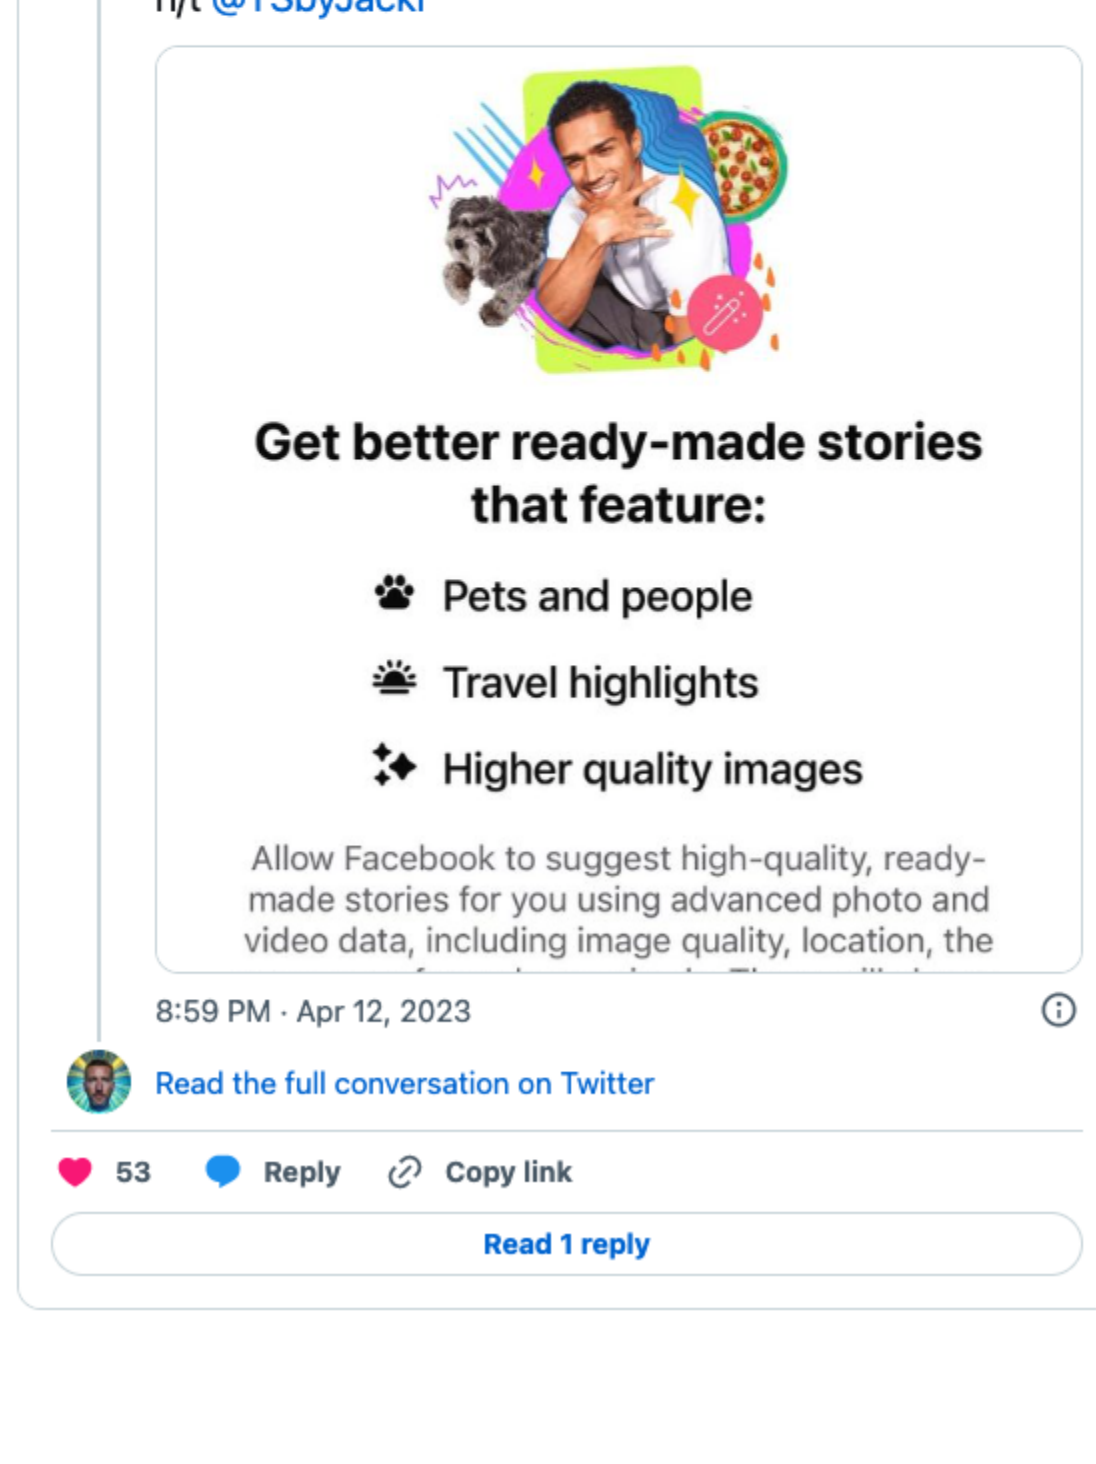 h/t @TSbyJacki
Get better ready-made stories
that feature:
Pets and people
Travel highlights
Higher quality images
Allow Facebook to suggest high-quality, ready-
made stories for you using advanced photo and
video data, including image quality, location, the
8:59 PM · Apr 12, 2023
Read the full conversation on Twitter
53 Reply Copy link
Read 1 reply